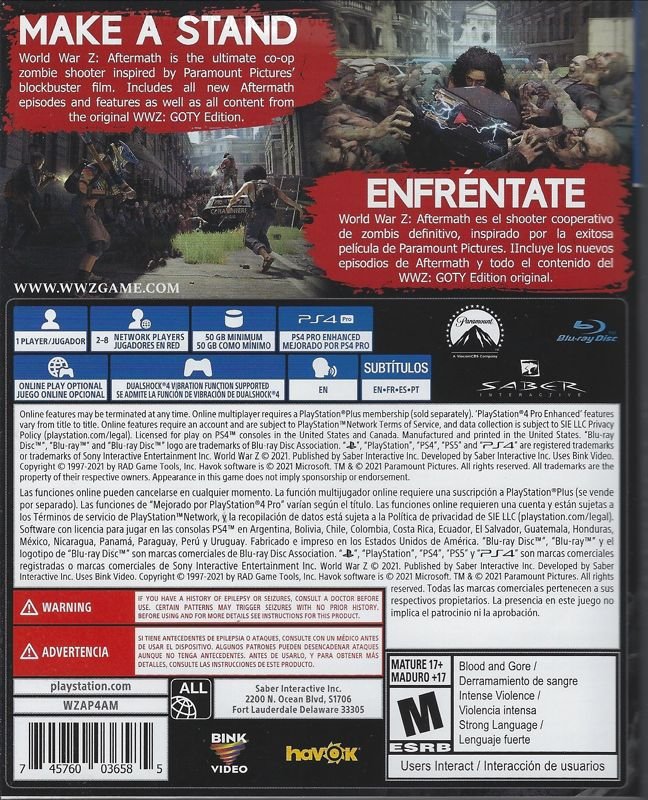 MAKE A STAND
World War Z: Aftermath is the ultimate co-op
zombie shooter inspired by Paramount Pictures'
blockbuster film. Includes all new Aftermath
episodes and features as well as all content from
the original WWZ: GOTY Edition.
ENFRÉNTATE
World War Z: Aftermath es el shooter cooperativo
de zombis definitivo, inspirado por la exitosa
película de Paramount Pictures. IIncluye los nuevos
episodios de Aftermath y todo el contenido del
WWZ: GOTY Edition original.
WWW.WWZGAME.COM
1 PLAYER/JUGADOR
2-8 NETWORK PLAYERS
JUGADORES EN RED
50 GB MINIMUM
50 GB COMO MÍNIMO
PS4 Pro
PS4 PRO ENHANCED
MEJORADO POR PS4 PRO
Paramount
A ViacomCBS Company
Blu-ray Disc
ONLINE PLAY OPTIONAL
JUEGO ONLINE OPCIONAL
DUALSHOCK®4 VIBRATION FUNCTION SUPPORTED
SE ADMITE LA FUNCIÓN DE VIBRACIÓN DE DUALSHOCK®4
EN
SUBTÍTULOS
EN•FR•ES•PT
SABER
INTERACTIVE
Online features may be terminated at any time. Online multiplayer requires a PlayStation®Plus membership (sold separately). 'PlayStation®4 Pro Enhanced' features
vary from title to title. Online features require an account and are subject to PlayStation™Network Terms of Service, and data collection is subject to SIE LLC Privacy
Policy (playstation.com/legal). Licensed for play on PS4™ consoles in the United States and Canada. Manufactured and printed in the United States. "Blu-ray
Disc™", "Blu-ray™" and "Blu-ray Disc™" logo are trademarks of Blu-ray Disc Association. "PS", "PlayStation", "PS4", "PS5" and "PS4" are registered trademarks
or trademarks of Sony Interactive Entertainment Inc. World War Z © 2021. Published by Saber Interactive Inc. Developed by Saber Interactive Inc. Uses Bink Video.
Copyright © 1997-2021 by RAD Game Tools, Inc. Havok software is © 2021 Microsoft. TM & © 2021 Paramount Pictures. All rights reserved. All trademarks are the
property of their respective owners. Appearance in this game does not imply sponsorship or endorsement.
Las funciones online pueden cancelarse en cualquier momento. La función multijugador online requiere una suscripción a PlayStation®Plus (se vende
por separado). Las funciones de "Mejorado por PlayStation®4 Pro" varían según el título. Las funciones online requieren una cuenta y están sujetas a
los Términos de servicio de PlayStation™Network, y la recopilación de datos está sujeta a la Política de privacidad de SIE LLC (playstation.com/legal).
Software con licencia para jugar en las consolas PS4™ en Argentina, Bolivia, Chile, Colombia, Costa Rica, Ecuador, El Salvador, Guatemala, Honduras,
México, Nicaragua, Panamá, Paraguay, Perú y Uruguay. Fabricado e impreso en los Estados Unidos de América. "Blu-ray Disc™", "Blu-ray™" y el
logotipo de "Blu-ray Disc™" son marcas comerciales de Blu-ray Disc Association. "PS", "PlayStation", "PS4", "PS5" y "PS4" son marcas comerciales
registradas o marcas comerciales de Sony Interactive Entertainment Inc. World War Z © 2021. Published by Saber Interactive Inc. Developed by Saber
Interactive Inc. Uses Bink Video. Copyright © 1997-2021 by RAD Game Tools, Inc. Havok software is © 2021 Microsoft. TM & © 2021 Paramount Pictures. All rights
reserved. Todas las marcas comerciales pertenecen a sus
respectivos propietarios. La presencia en este juego no
implica el patrocinio ni la aprobación.
WARNING
IF YOU HAVE A HISTORY OF EPILEPSY OR SEIZURES, CONSULT A DOCTOR BEFORE
USE. CERTAIN PATTERNS MAY TRIGGER SEIZURES WITH NO PRIOR HISTORY.
BEFORE USING AND FOR MORE DETAILS SEE INSTRUCTIONS FOR THIS PRODUCT.
ADVERTENCIA
SI TIENE ANTECEDENTES DE EPILEPSIA O ATAQUES, CONSULTE CON UN MÉDICO ANTES
DE USAR EL DISPOSITIVO. ALGUNOS PATRONES PUEDEN DESENCADENAR ATAQUES
AUNQUE NO TENGA ANTECEDENTES. ANTES DE USARLO, Y PARA OBTENER MÁS
DETALLES, CONSULTE LAS INSTRUCCIONES DE ESTE PRODUCTO.
playstation.com
WZAP4AM
ALL
Saber Interactive Inc.
2200 N. Ocean Blvd, S1706
Fort Lauderdale Delaware 33305
7 45760 03658 5
BINK
VIDEO
havok
MATURE 17+
MADURO +17
M
ESRB
Blood and Gore /
Derramamiento de sangre
Intense Violence /
Violencia intensa
Strong Language /
Lenguaje fuerte
Users Interact / Interacción de usuarios